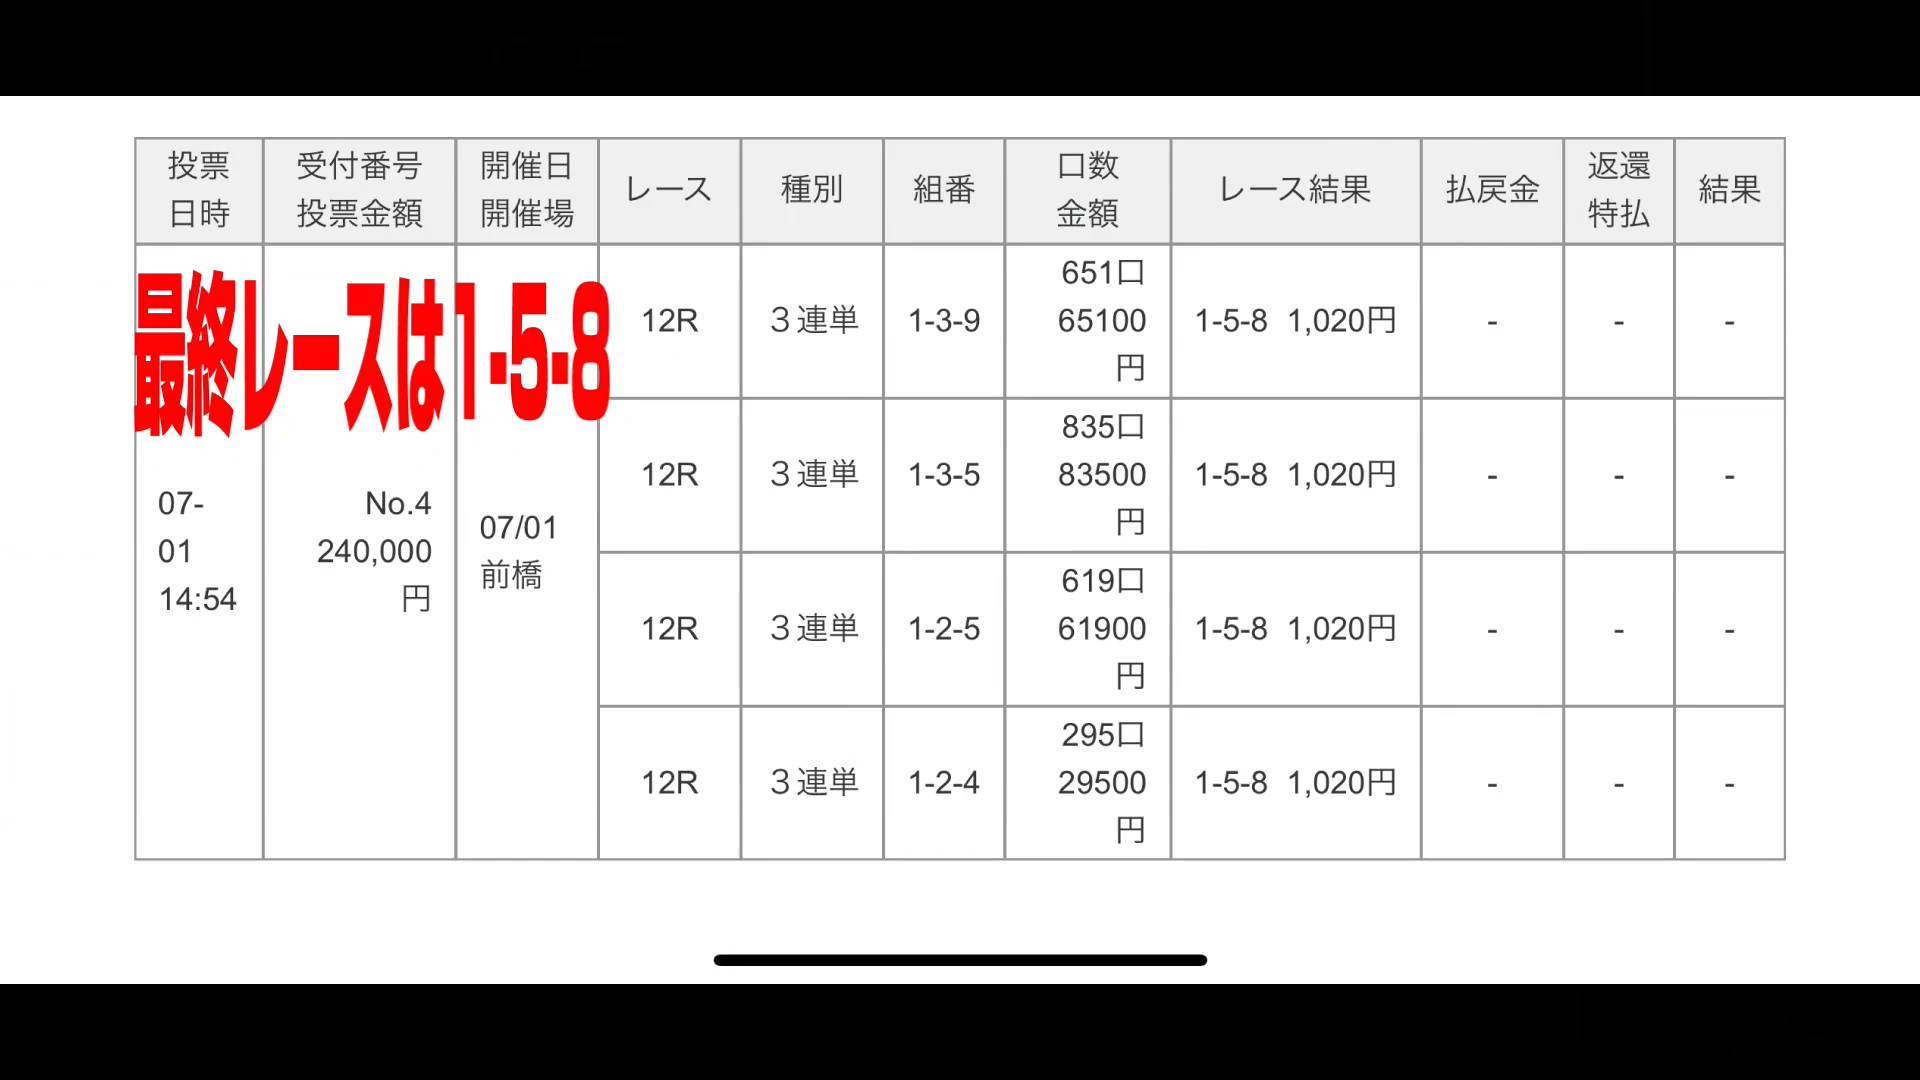 投票
日時
受付番号
投票金額
開催日
開催場
レース
種別
組番
口数
金額
レース結果
払戻金
返還
特払
結果
最終レースは1-5-8
07-
01
14:54
No.4
240,000
円
07/01
前橋
12R
３連単
1-3-9
651口
65100
円
1-5-8 1,020円
-
-
-
12R
３連単
1-3-5
835口
83500
円
1-5-8 1,020円
-
-
-
12R
３連単
1-2-5
619口
61900
円
1-5-8 1,020円
-
-
-
12R
３連単
1-2-4
295口
29500
円
1-5-8 1,020円
-
-
-